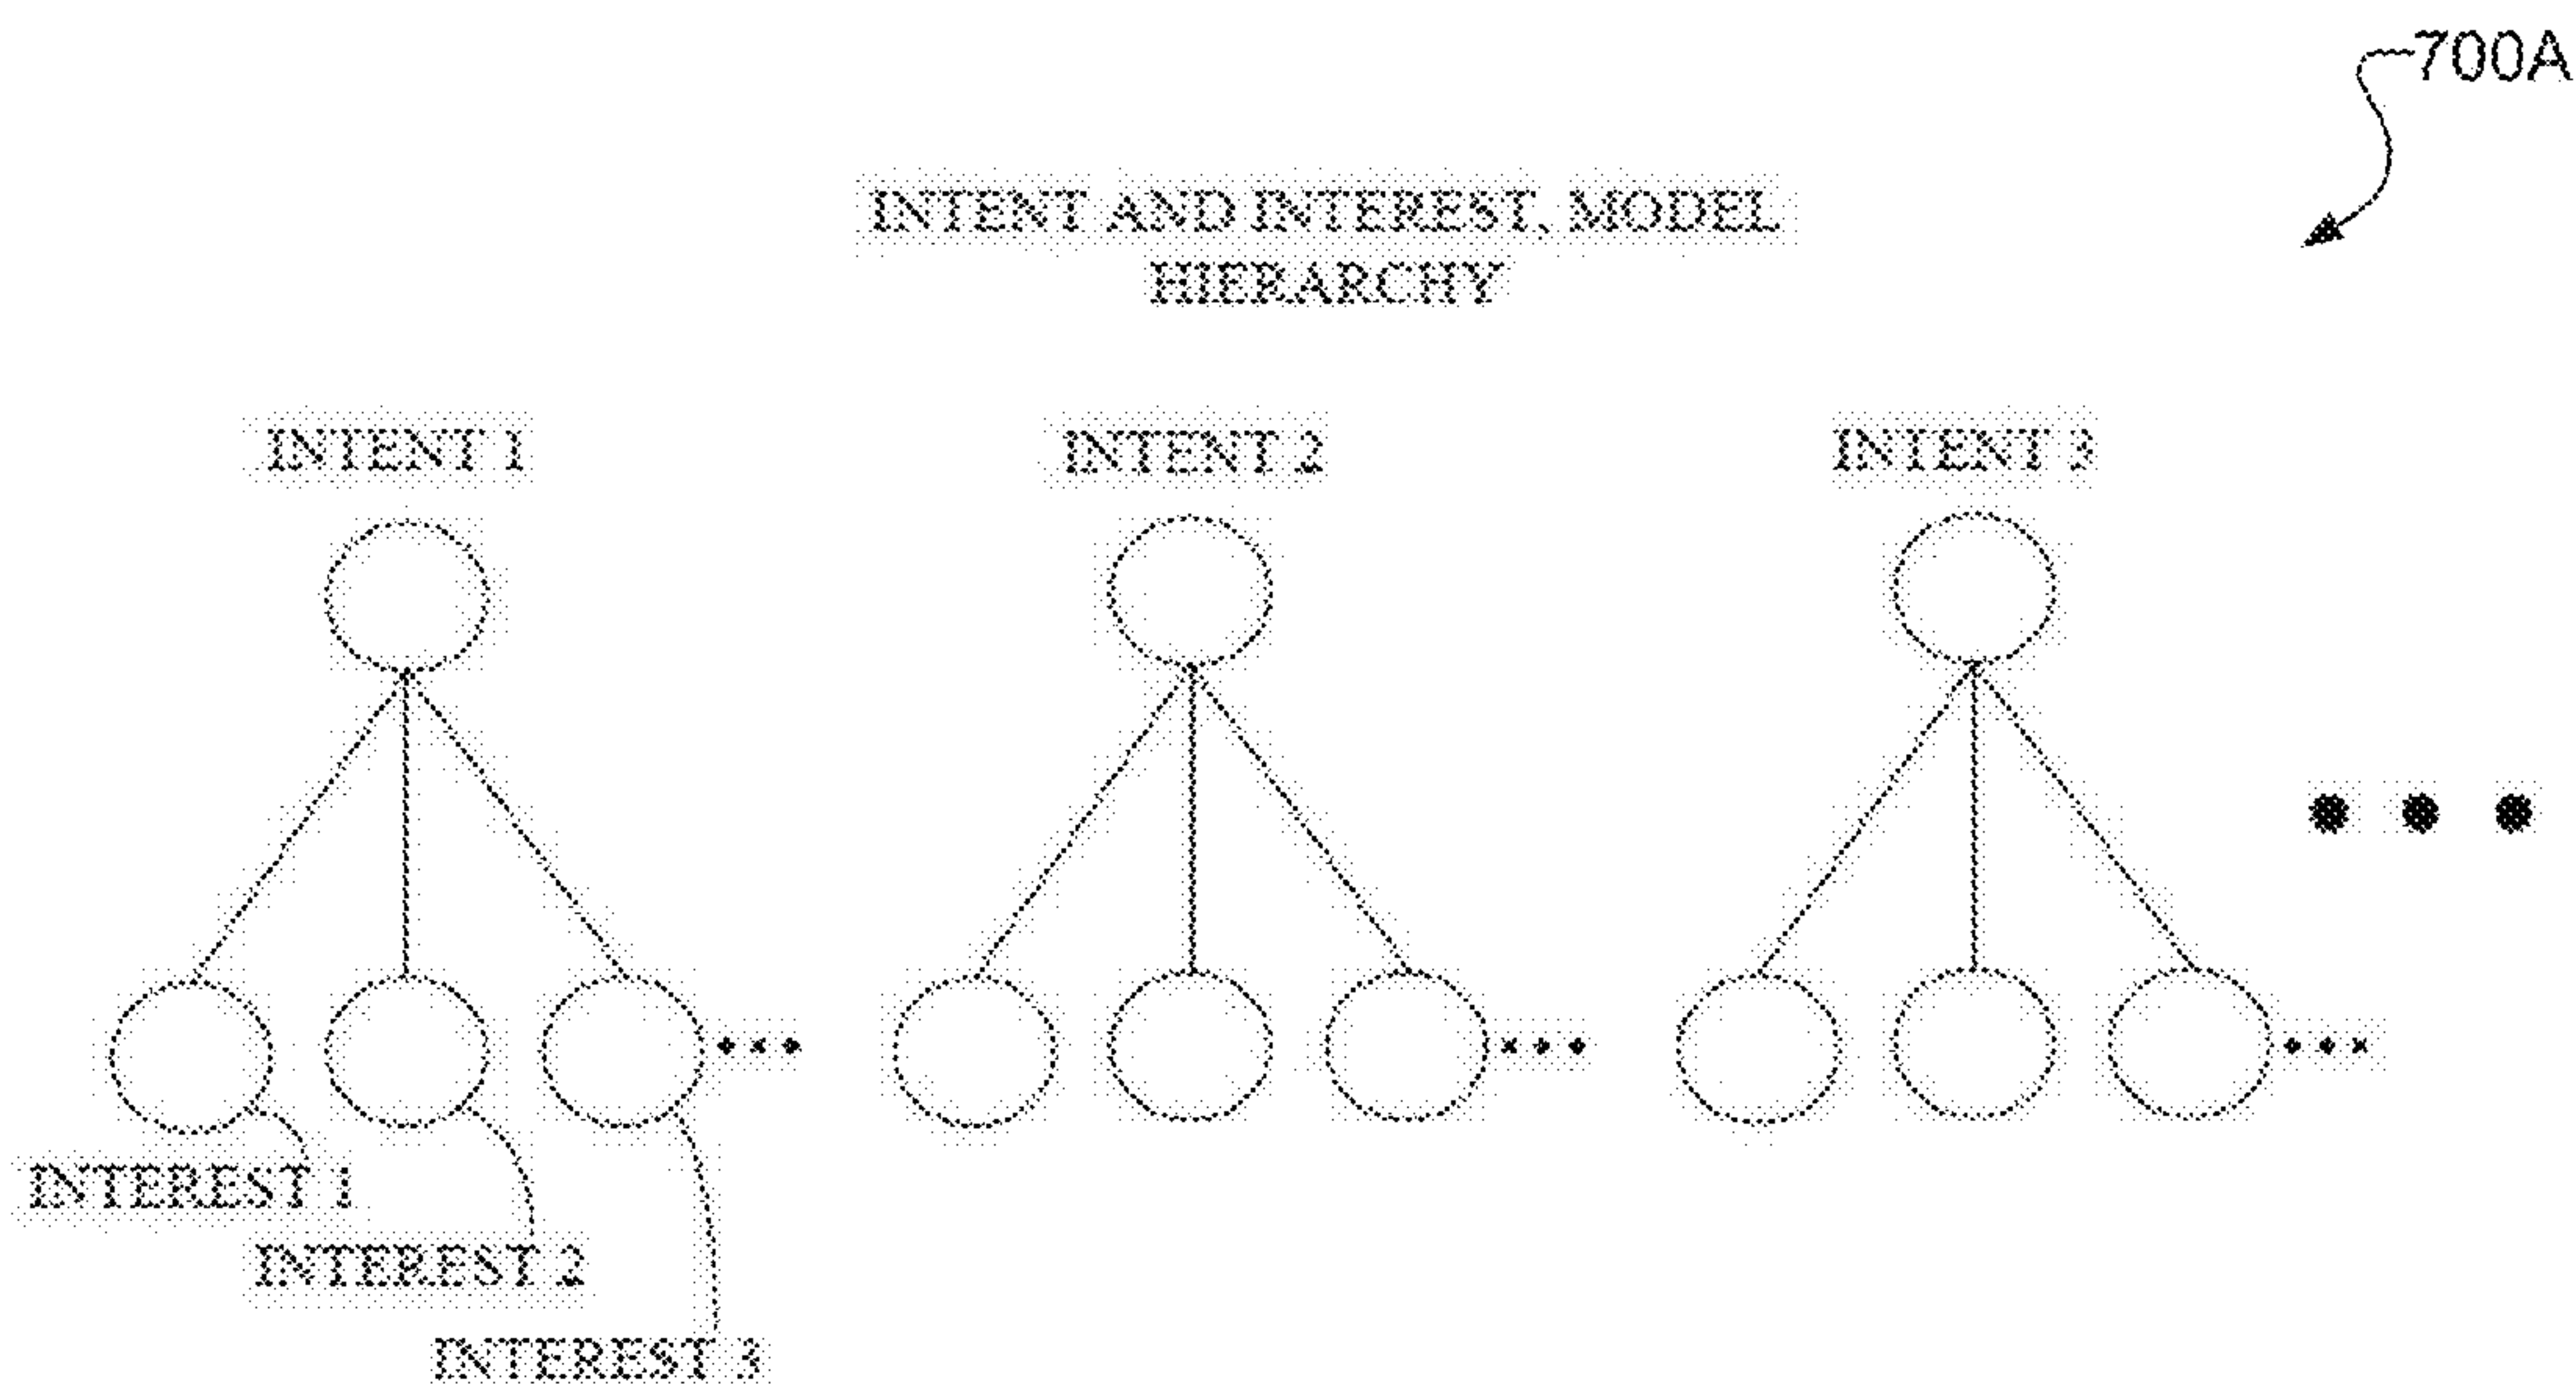 700A
INTENT AND INTEREST, MODEL
HIERARCHY
INTENT 1
INTENT 2
INTENT 3
INTEREST 1
INTEREST 2
INTEREST 3